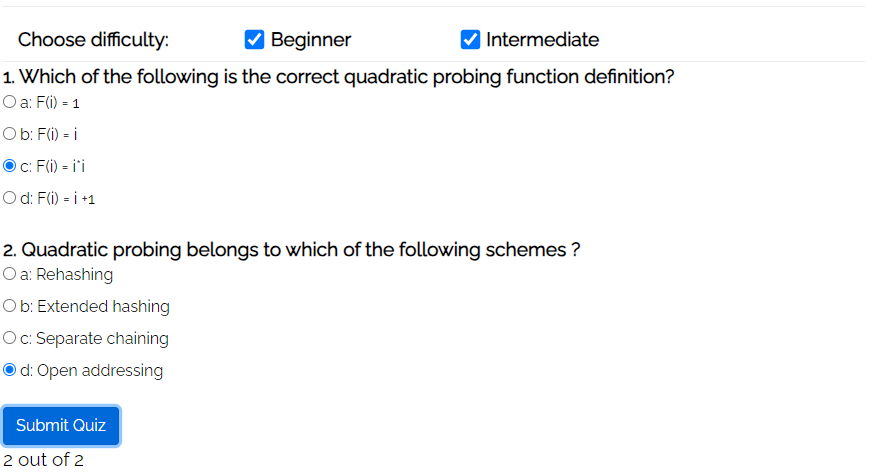 Choose difficulty: Beginner Intermediate
1. Which of the following is the correct quadratic probing function definition?
a: F(i) = 1
b: F(i) = i
c: F(i) = i*i
d: F(i) = i +1
2. Quadratic probing belongs to which of the following schemes ?
a: Rehashing
b: Extended hashing
c: Separate chaining
d: Open addressing
Submit Quiz
2 out of 2